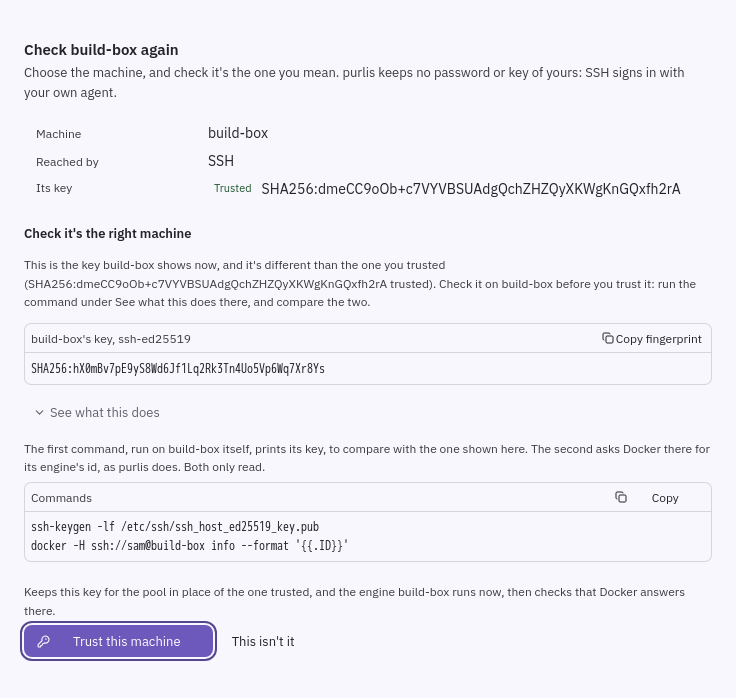 Check build-box again
Choose the machine, and check it's the one you mean. purlis keeps no password or key of yours: SSH signs in with
your own agent.
Machine build-box
Reached by SSH
Its key Trusted SHA256:dmeCC9oOb+c7VYVBSUAdgQchZHZQyXKWgKnGQxfh2rA
Check it's the right machine
This is the key build-box shows now, and it's different than the one you trusted
(SHA256:dmeCC9oOb+c7VYVBSUAdgQchZHZQyXKWgKnGQxfh2rA trusted). Check it on build-box before you trust it: run the
command under See what this does there, and compare the two.
build-box's key, ssh-ed25519 Copy fingerprint
SHA256:hX0mBv7pE9yS8Wd6Jf1Lq2Rk3Tn4Uo5Vp6Wq7Xr8Ys
See what this does
The first command, run on build-box itself, prints its key, to compare with the one shown here. The second asks Docker there for
its engine's id, as purlis does. Both only read.
Commands Copy
ssh-keygen -lf /etc/ssh/ssh_host_ed25519_key.pub
docker -H ssh://sam@build-box info --format '{{.ID}}'
Keeps this key for the pool in place of the one trusted, and the engine build-box runs now, then checks that Docker answers
there.
Trust this machine This isn't it